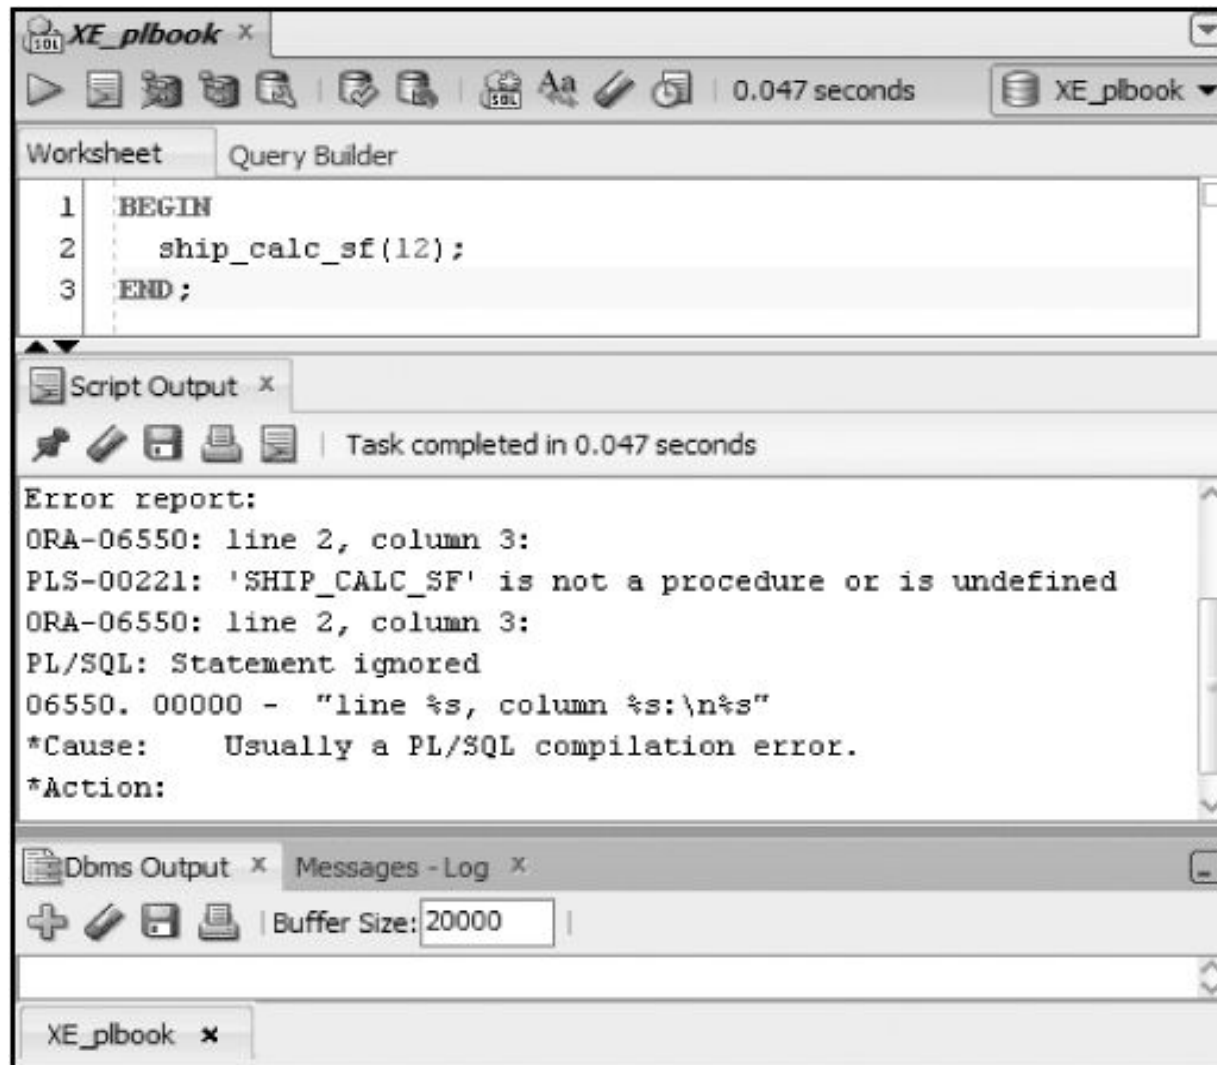 XE_plbook
0.047 seconds XE_plbook
Worksheet Query Builder
1 BEGIN
2 ship_calc_sf(12);
3 END;
Script Output
Task completed in 0.047 seconds
Error report:
ORA-06550: line 2, column 3:
PLS-00221: 'SHIP_CALC_SF' is not a procedure or is undefined
ORA-06550: line 2, column 3:
PL/SQL: Statement ignored
06550. 00000 - "line %s, column %s:\n%s"
*Cause: Usually a PL/SQL compilation error.
*Action:
Dbms Output Messages - Log
Buffer Size: 20000
XE_plbook